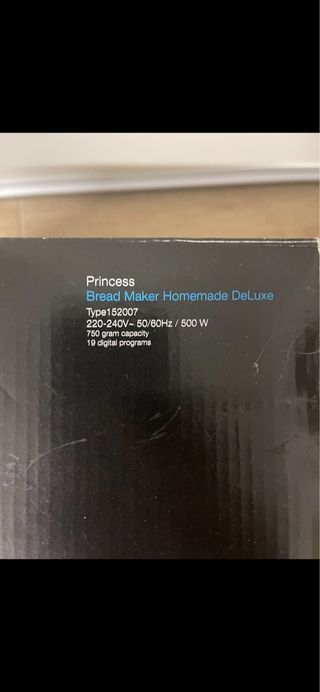 Princess
Bread Maker Homemade DeLuxe
Type152007
220-240V~ 50/60Hz / 500 W
750 gram capacity
19 digital programs